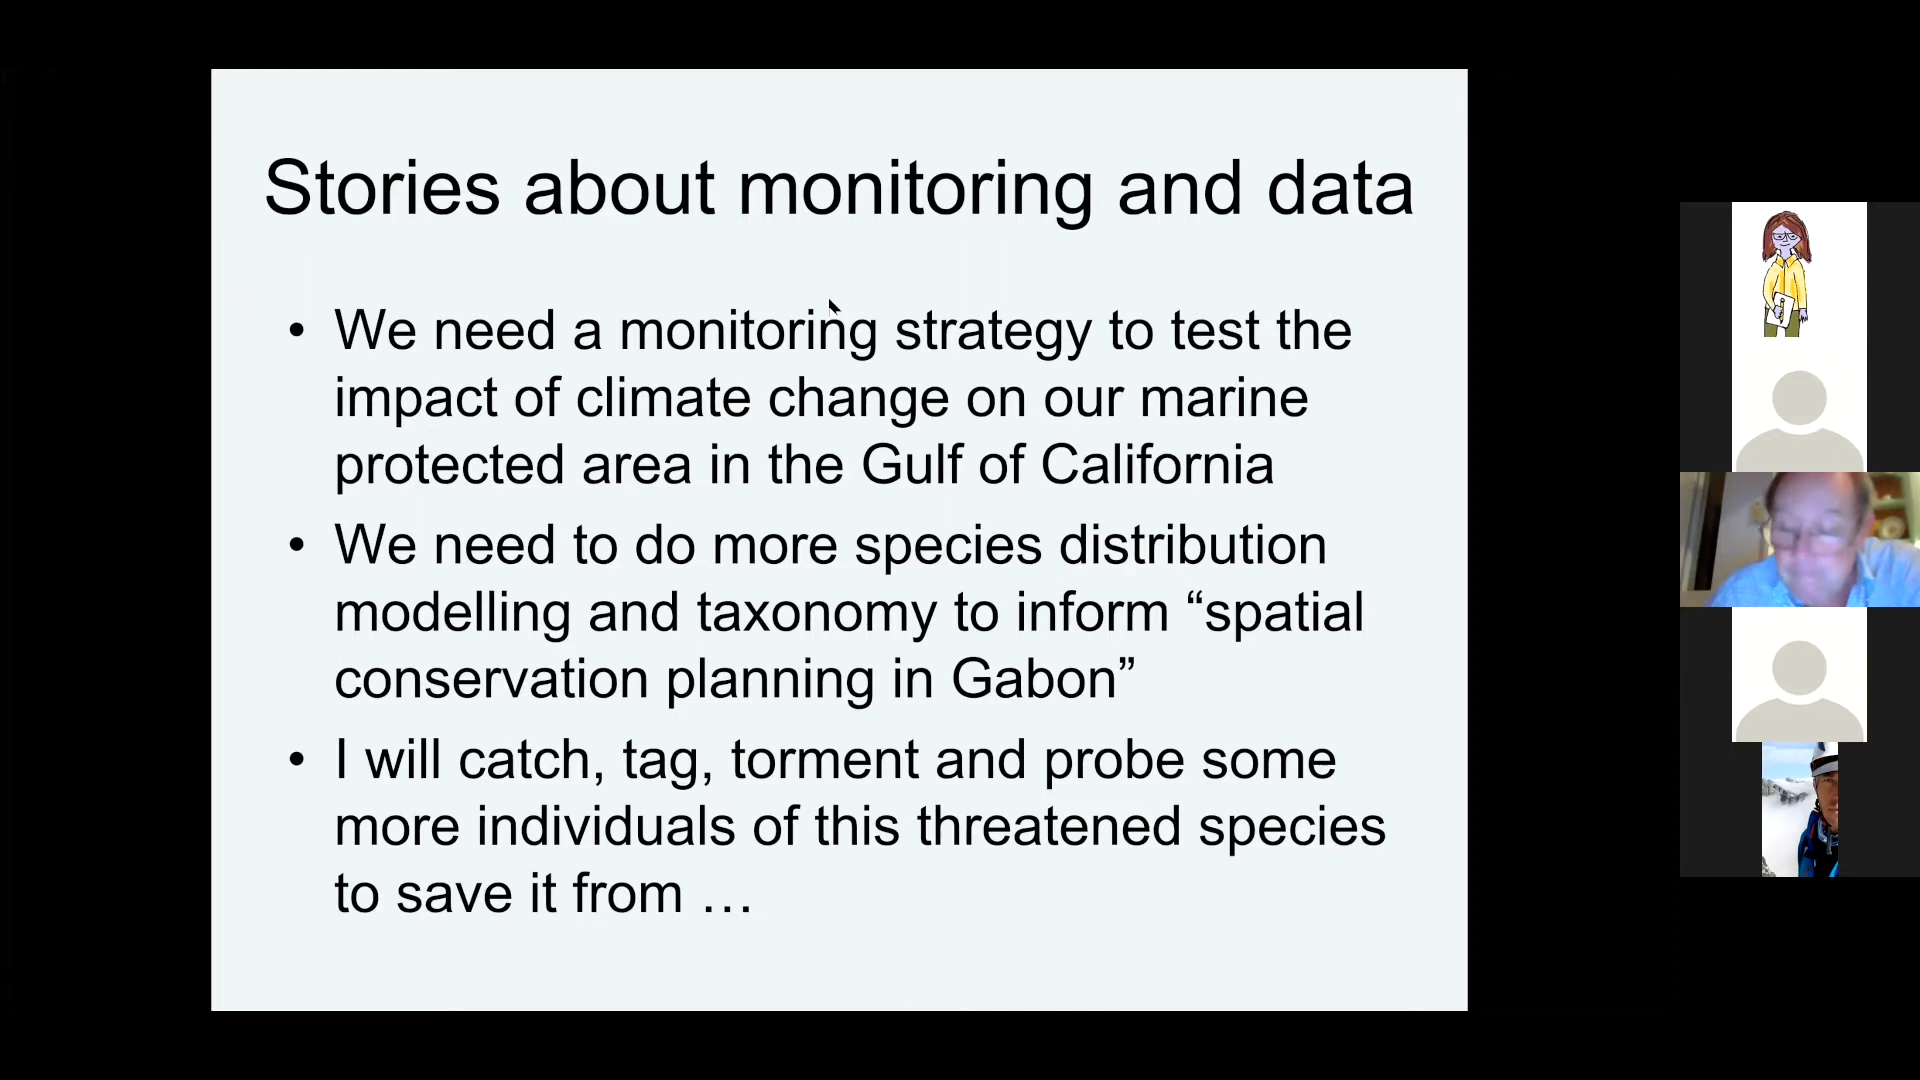 Stories about monitoring and data
• We need a monitoring strategy to test the
impact of climate change on our marine
protected area in the Gulf of California
• We need to do more species distribution
modelling and taxonomy to inform “spatial
conservation planning in Gabon”
• I will catch, tag, torment and probe some
more individuals of this threatened species
to save it from …